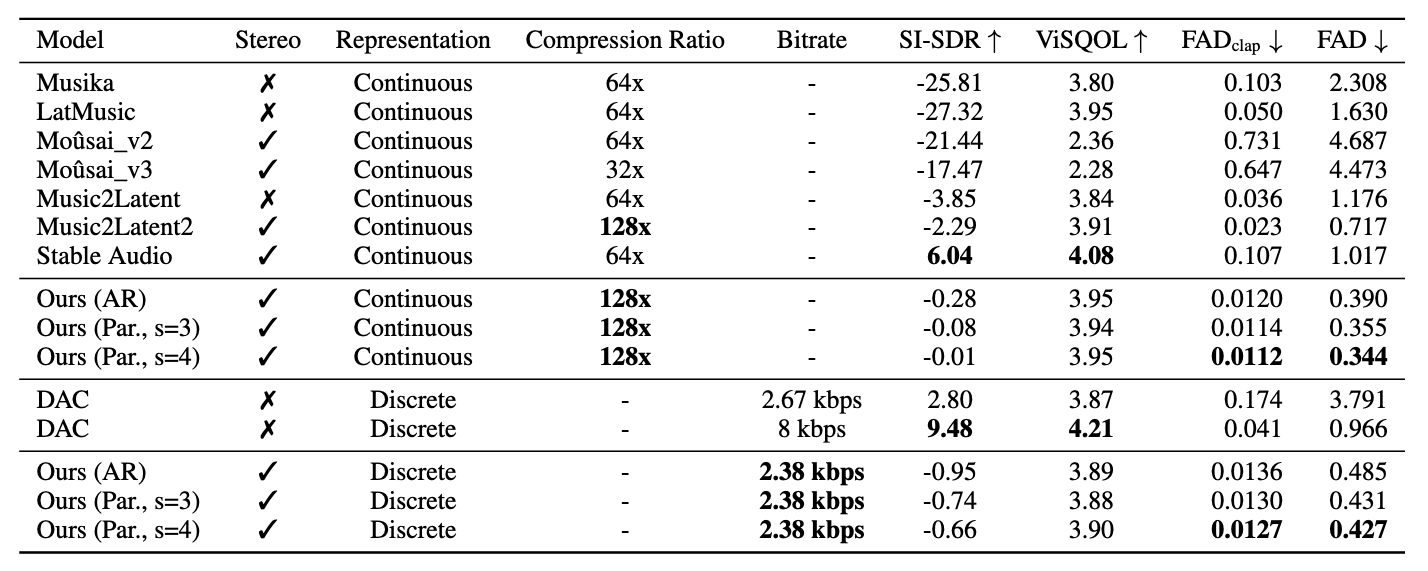 Model Stereo Representation Compression Ratio Bitrate SI-SDR ↑ ViSQOL ↑ FADclap ↓ FAD ↓
Musika ✗ Continuous 64x - -25.81 3.80 0.103 2.308
LatMusic ✗ Continuous 64x - -27.32 3.95 0.050 1.630
Moûsai_v2 ✓ Continuous 64x - -21.44 2.36 0.731 4.687
Moûsai_v3 ✓ Continuous 32x - -17.47 2.28 0.647 4.473
Music2Latent ✗ Continuous 64x - -3.85 3.84 0.036 1.176
Music2Latent2 ✓ Continuous 128x - -2.29 3.91 0.023 0.717
Stable Audio ✓ Continuous 64x - 6.04 4.08 0.107 1.017
Ours (AR) ✓ Continuous 128x - -0.28 3.95 0.0120 0.390
Ours (Par., s=3) ✓ Continuous 128x - -0.08 3.94 0.0114 0.355
Ours (Par., s=4) ✓ Continuous 128x - -0.01 3.95 0.0112 0.344
DAC ✗ Discrete - 2.67 kbps 2.80 3.87 0.174 3.791
DAC ✗ Discrete - 8 kbps 9.48 4.21 0.041 0.966
Ours (AR) ✓ Discrete - 2.38 kbps -0.95 3.89 0.0136 0.485
Ours (Par., s=3) ✓ Discrete - 2.38 kbps -0.74 3.88 0.0130 0.431
Ours (Par., s=4) ✓ Discrete - 2.38 kbps -0.66 3.90 0.0127 0.427